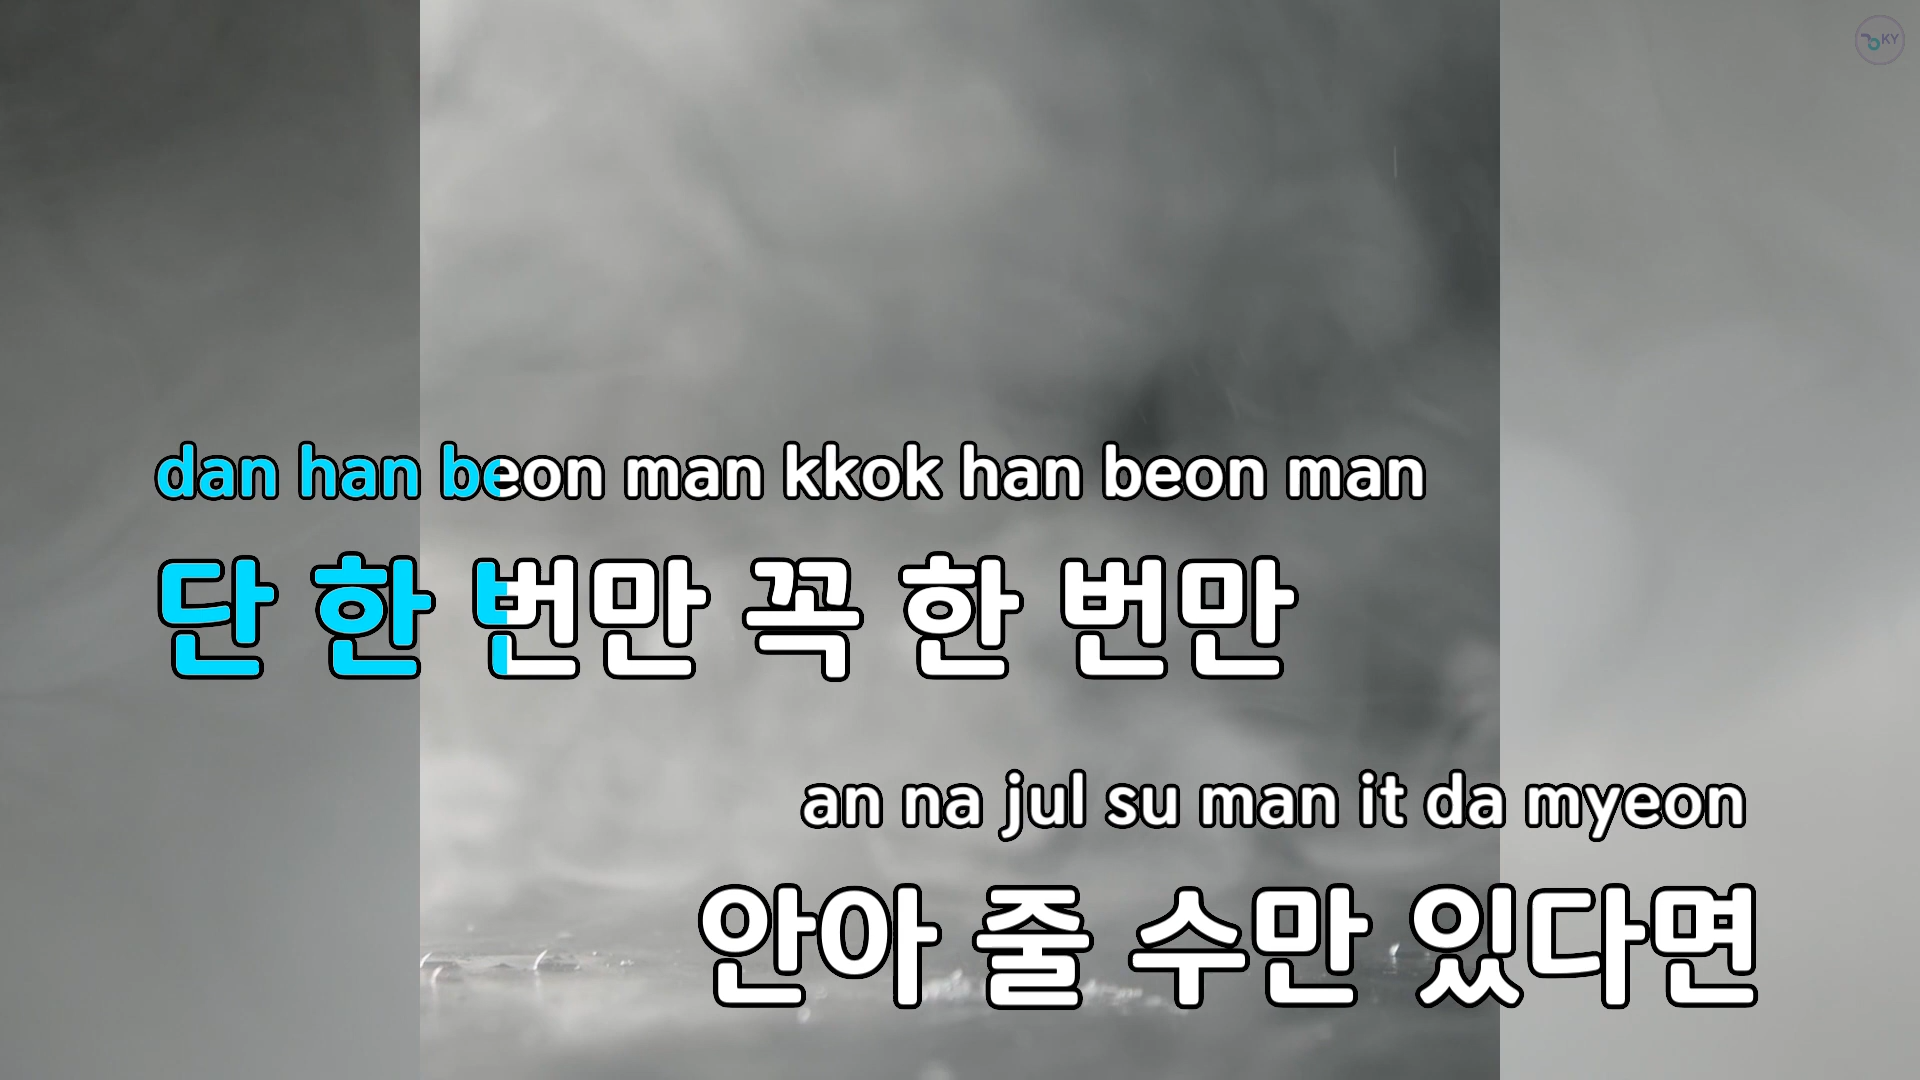 KY
dan han beon man kkok han beon man
단 한 번만 꼭 한 번만
an na jul su man it da myeon
안아 줄 수만 있다면